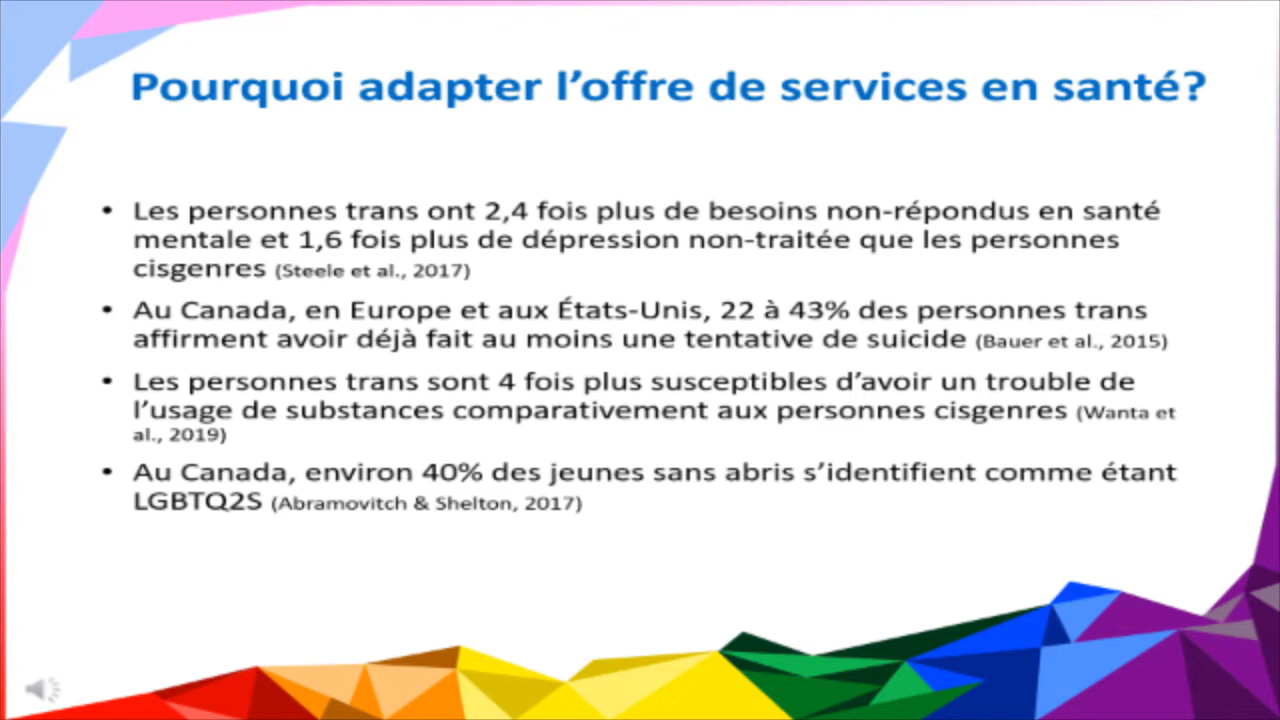 Pourquoi adapter l’offre de services en santé?
• Les personnes trans ont 2,4 fois plus de besoins non-répondus en santé
mentale et 1,6 fois plus de dépression non-traitée que les personnes
cisgenres (Steele et al., 2017)
• Au Canada, en Europe et aux États-Unis, 22 à 43% des personnes trans
affirment avoir déjà fait au moins une tentative de suicide (Bauer et al., 2015)
• Les personnes trans sont 4 fois plus susceptibles d’avoir un trouble de
l’usage de substances comparativement aux personnes cisgenres (Wanta et
al., 2019)
• Au Canada, environ 40% des jeunes sans abris s’identifient comme étant
LGBTQ2S (Abramovitch & Shelton, 2017)